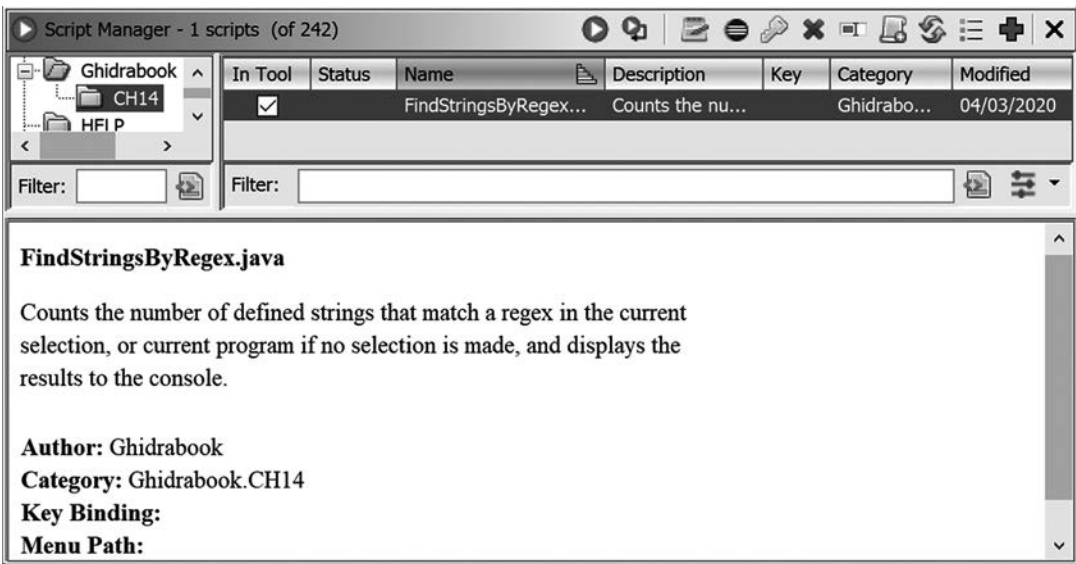 Script Manager - 1 scripts (of 242)
Ghidrabook
CH14
HELP
In Tool Status Name Description Key Category Modified
FindStringsByRegex... Counts the nu... Ghidrabo... 04/03/2020
Filter:
Filter:
FindStringsByRegex.java
Counts the number of defined strings that match a regex in the current
selection, or current program if no selection is made, and displays the
results to the console.
Author: Ghidrabook
Category: Ghidrabook.CH14
Key Binding:
Menu Path: